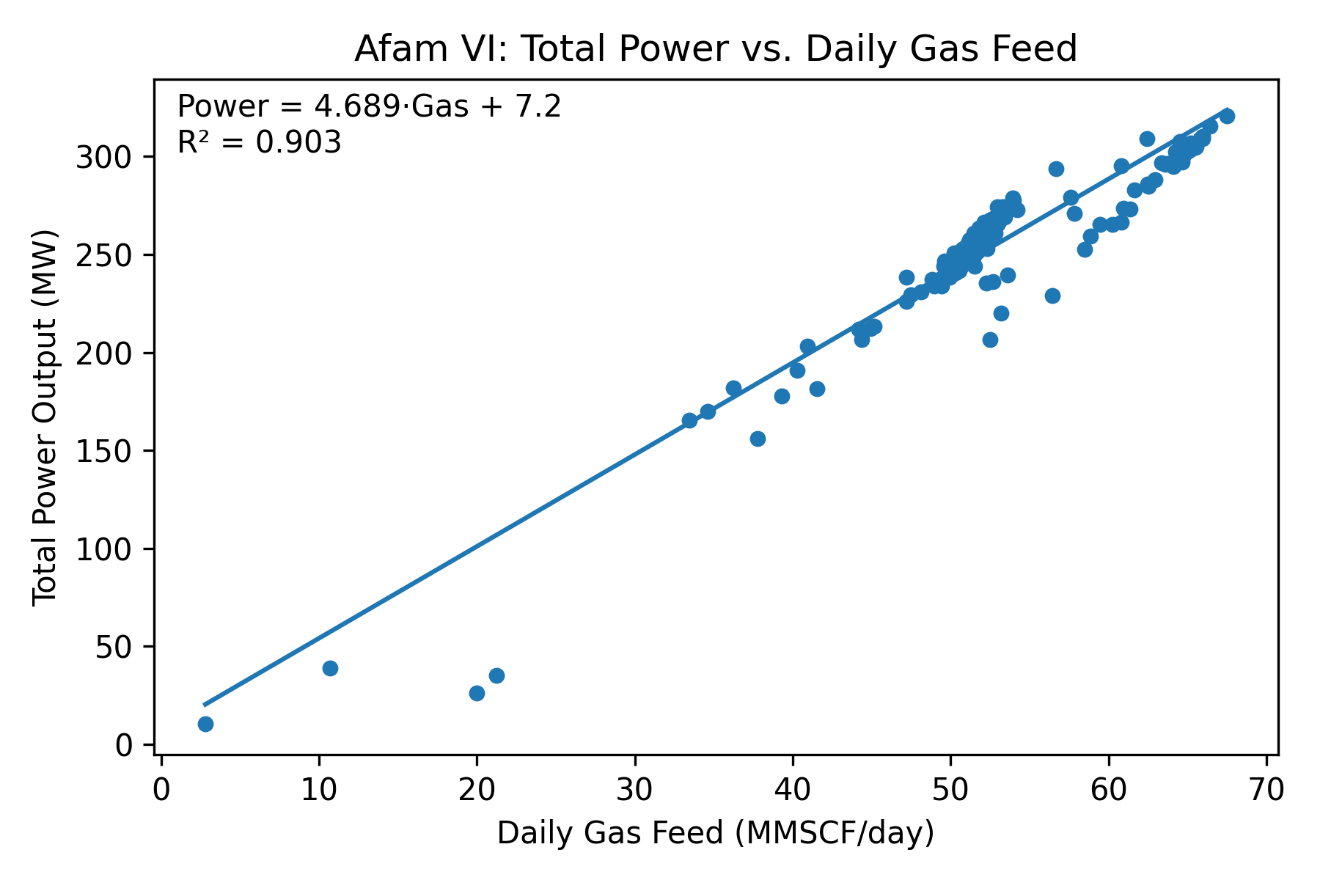 Afam VI: Total Power vs. Daily Gas Feed
Power = 4.689·Gas + 7.2
R² = 0.903
Total Power Output (MW)
300
250
200
150
100
50
0
0 10 20 30 40 50 60 70
Daily Gas Feed (MMSCF/day)